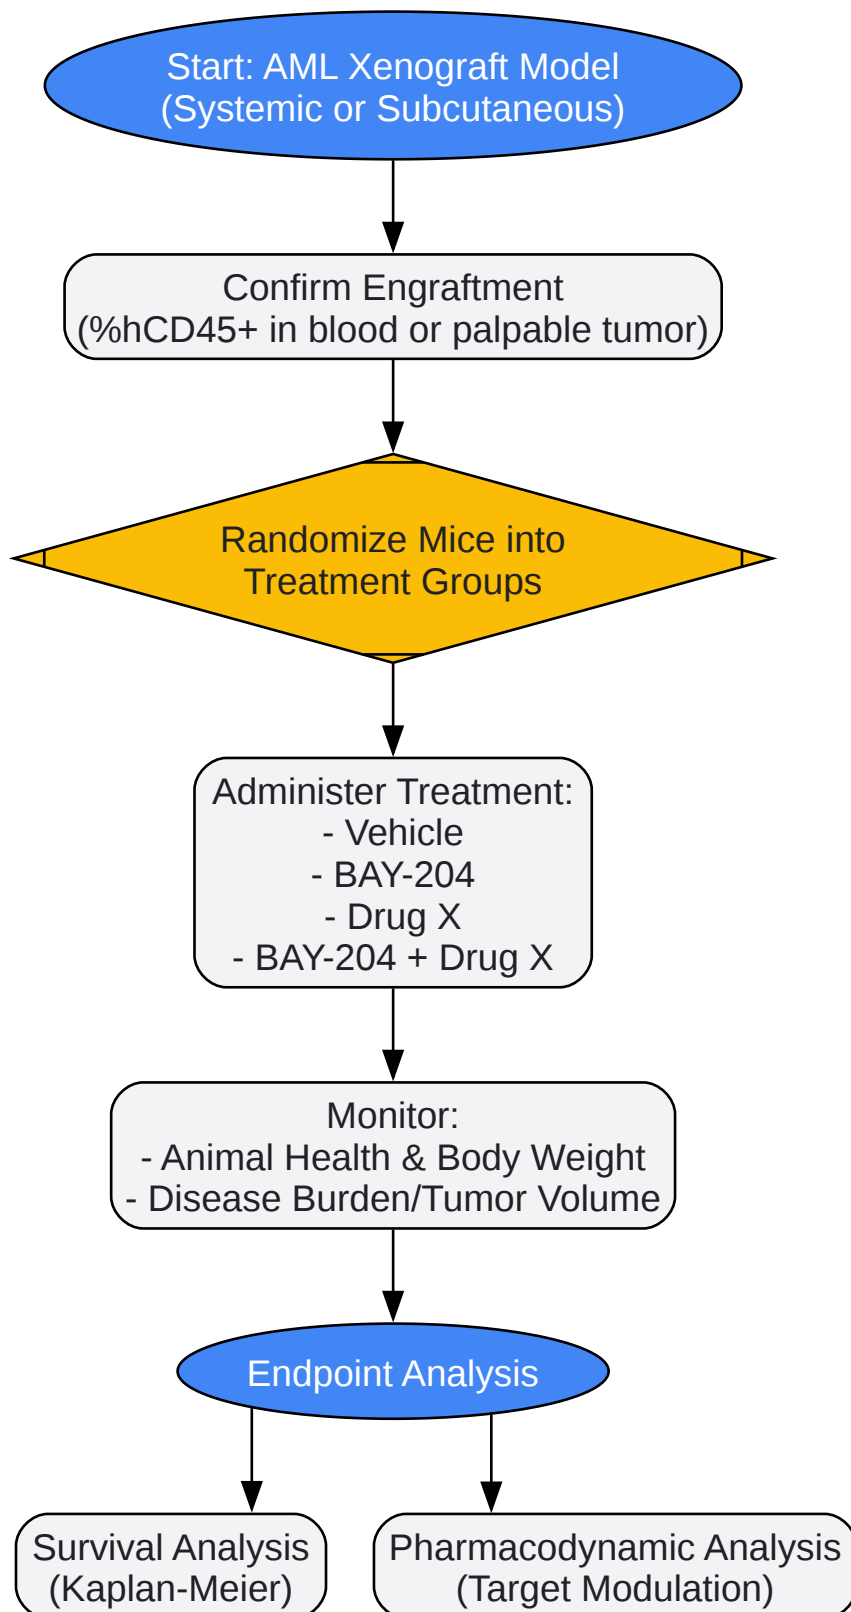 Start: AML Xenograft Model
(Systemic or Subcutaneous)
Confirm Engraftment
(%hCD45+ in blood or palpable tumor)
Randomize Mice into
Treatment Groups
Administer Treatment:
- Vehicle
- BAY-204
- Drug X
- BAY-204 + Drug X
Monitor:
- Animal Health & Body Weight
- Disease Burden/Tumor Volume
Endpoint Analysis
Survival Analysis
(Kaplan-Meier)
Pharmacodynamic Analysis
(Target Modulation)